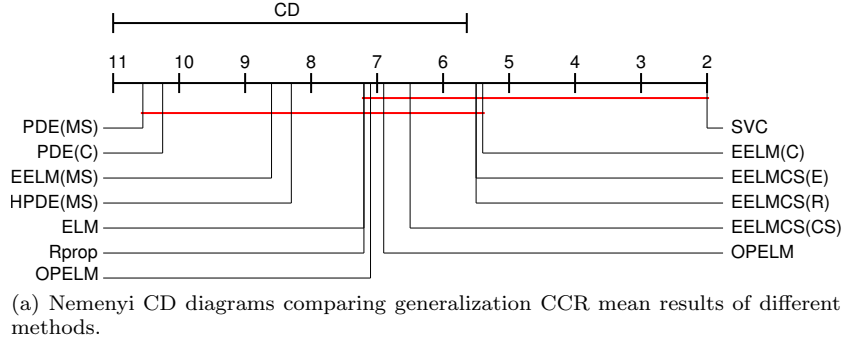 CD
11 10 9 8 7 6 5 4 3 2
PDE(MS) SVC
PDE(C) EELM(C)
EELM(MS) EELMCS(E)
HPDE(MS) EELMCS(R)
ELM EELMCS(CS)
Rprop OPELM
OPELM
(a) Nemenyi CD diagrams comparing generalization CCR mean results of different
methods.